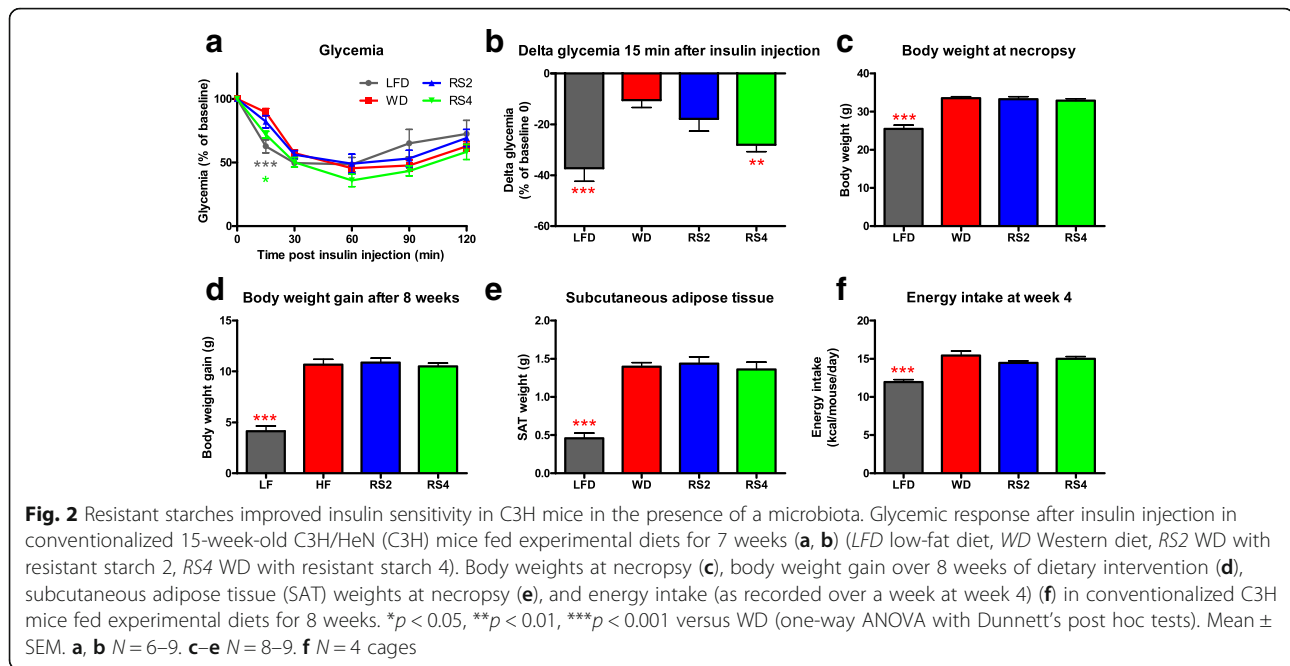 a
Glycemia
LFD
RS2
WD
RS4
Glycemia (% of baseline)
100
50
0
***
*
0
30
60
90
120
Time post insulin injection (min)
b
Delta glycemia 15 min after insulin injection
Delta glycemia
(% of baseline 0)
0
-20
-40
-60
***
**
LFD
WD
RS2
RS4
c
Body weight at necropsy
Body weight (g)
40
30
20
10
0
***
LFD
WD
RS2
RS4
d
Body weight gain after 8 weeks
Body weight gain (g)
15
10
5
0
***
LF
HF
RS2
RS4
e
Subcutaneous adipose tissue
SAT weight (g)
2.0
1.5
1.0
0.5
0.0
***
LFD
WD
RS2
RS4
f
Energy intake at week 4
Energy intake
(kcal/mouse/day)
20
15
10
5
0
***
LFD
WD
RS2
RS4
Fig. 2 Resistant starches improved insulin sensitivity in C3H mice in the presence of a microbiota. Glycemic response after insulin injection in
conventionalized 15-week-old C3H/HeN (C3H) mice fed experimental diets for 7 weeks (a, b) (LFD low-fat diet, WD Western diet, RS2 WD with
resistant starch 2, RS4 WD with resistant starch 4). Body weights at necropsy (c), body weight gain over 8 weeks of dietary intervention (d),
subcutaneous adipose tissue (SAT) weights at necropsy (e), and energy intake (as recorded over a week at week 4) (f) in conventionalized C3H
mice fed experimental diets for 8 weeks. *p < 0.05, **p < 0.01, ***p < 0.001 versus WD (one-way ANOVA with Dunnett's post hoc tests). Mean ±
SEM. a, b N = 6–9. c–e N = 8–9. f N = 4 cages